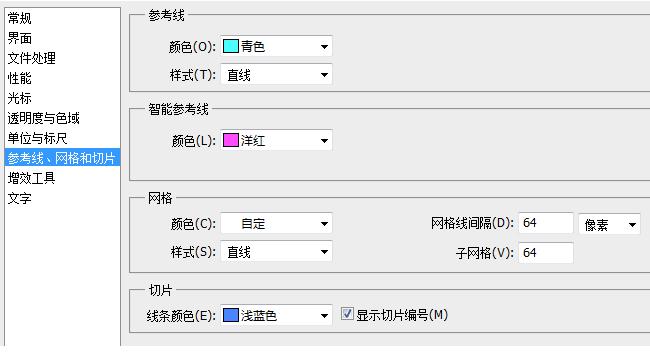 常规
界面
文件处理
性能
光标
透明度与色域
单位与标尺
参考线、网格和切片
增效工具
文字
参考线
颜色(O): 青色
样式(T): 直线
智能参考线
颜色(L): 洋红
网格
颜色(C): 自定 网格线间隔(D): 64 像素
样式(S): 直线 子网格(V): 64
切片
线条颜色(E): 浅蓝色 显示切片编号(M)